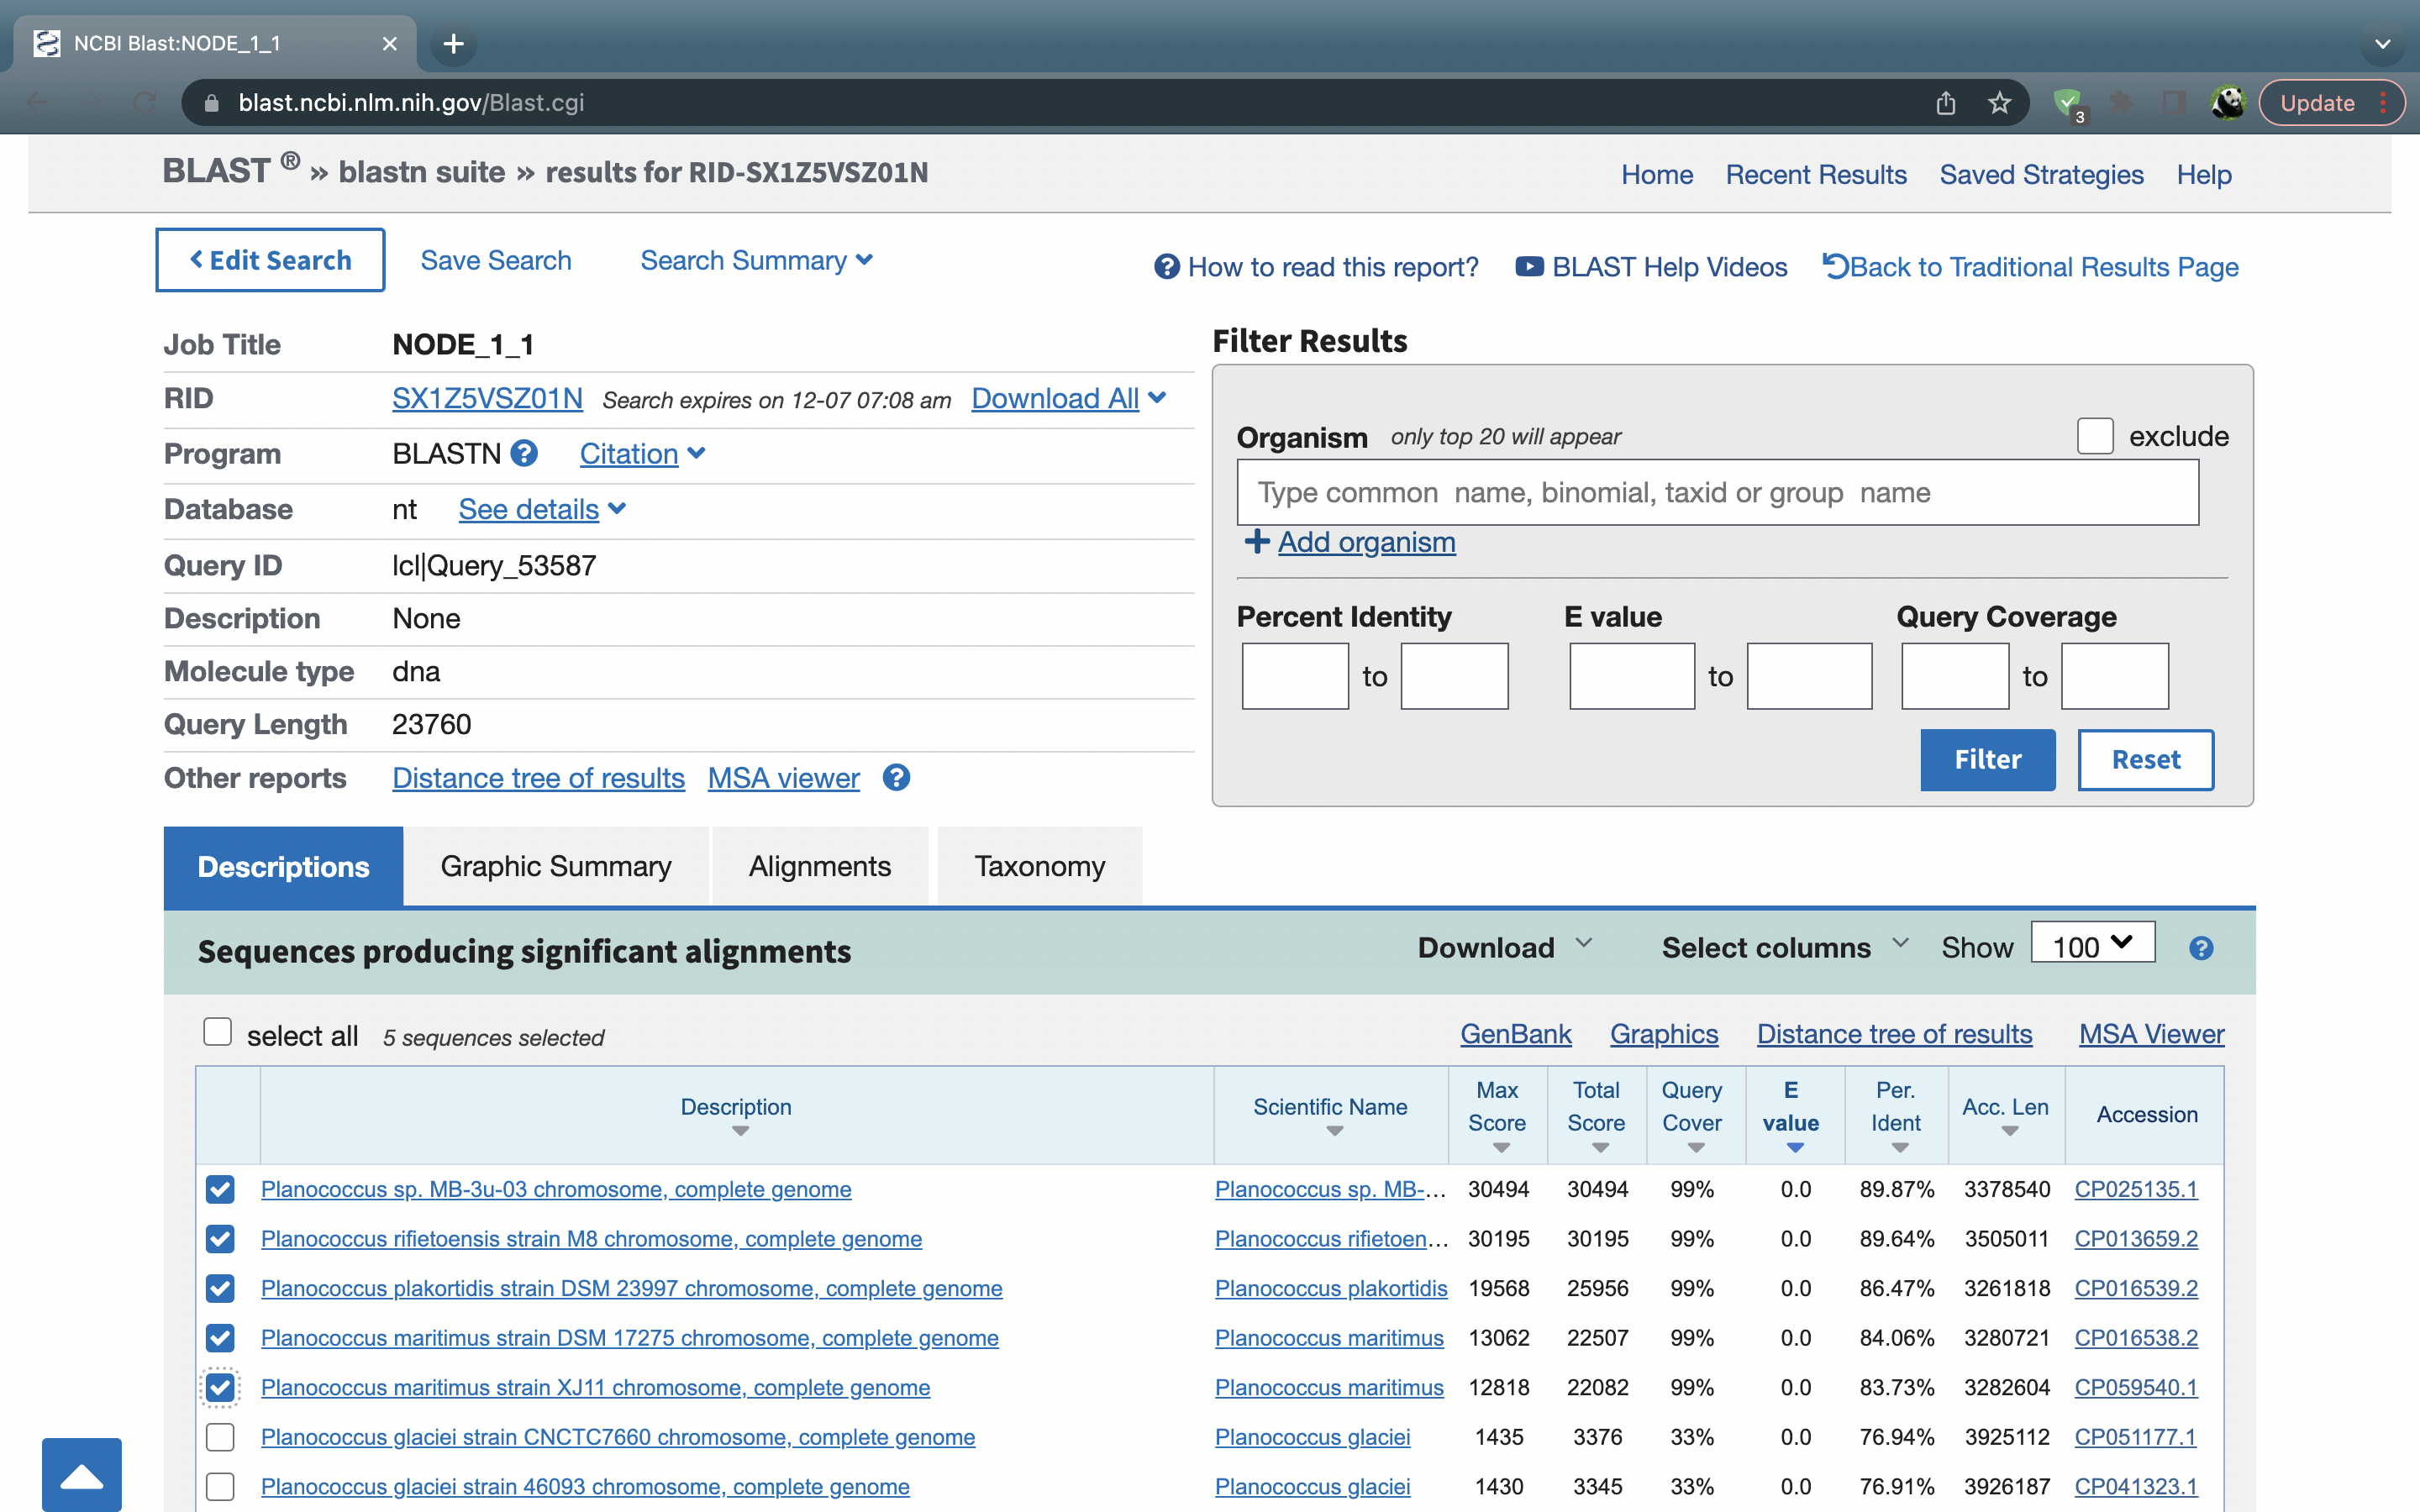 NCBI Blast:NODE_1_1
blast.ncbi.nlm.nih.gov/Blast.cgi
3
Update
BLAST ® » blastn suite » results for RID-SX1Z5VSZ01N
Home Recent Results Saved Strategies Help
Edit Search Save Search Search Summary
How to read this report? BLAST Help Videos Back to Traditional Results Page
Job Title NODE_1_1
RID SX1Z5VSZ01N Search expires on 12-07 07:08 am Download All
Program BLASTN Citation
Database nt See details
Query ID lcl|Query_53587
Description None
Molecule type dna
Query Length 23760
Other reports Distance tree of results MSA viewer
Filter Results
Organism only top 20 will appear exclude
Type common name, binomial, taxid or group name
Add organism
Percent Identity E value Query Coverage
to to to
Filter Reset
Descriptions Graphic Summary Alignments Taxonomy
Sequences producing significant alignments Download Select columns Show 100
select all 5 sequences selected GenBank Graphics Distance tree of results MSA Viewer
Description Scientific Name Max Score Total Score Query Cover E value Per. Ident Acc. Len Accession
Planococcus sp. MB-3u-03 chromosome, complete genome Planococcus sp. MB-... 30494 30494 99% 0.0 89.87% 3378540 CP025135.1
Planococcus rifietoensis strain M8 chromosome, complete genome Planococcus rifietoen... 30195 30195 99% 0.0 89.64% 3505011 CP013659.2
Planococcus plakortidis strain DSM 23997 chromosome, complete genome Planococcus plakortidis 19568 25956 99% 0.0 86.47% 3261818 CP016539.2
Planococcus maritimus strain DSM 17275 chromosome, complete genome Planococcus maritimus 13062 22507 99% 0.0 84.06% 3280721 CP016538.2
Planococcus maritimus strain XJ11 chromosome, complete genome Planococcus maritimus 12818 22082 99% 0.0 83.73% 3282604 CP059540.1
Planococcus glaciei strain CNCTC7660 chromosome, complete genome Planococcus glaciei 1435 3376 33% 0.0 76.94% 3925112 CP051177.1
Planococcus glaciei strain 46093 chromosome, complete genome Planococcus glaciei 1430 3345 33% 0.0 76.91% 3926187 CP041323.1